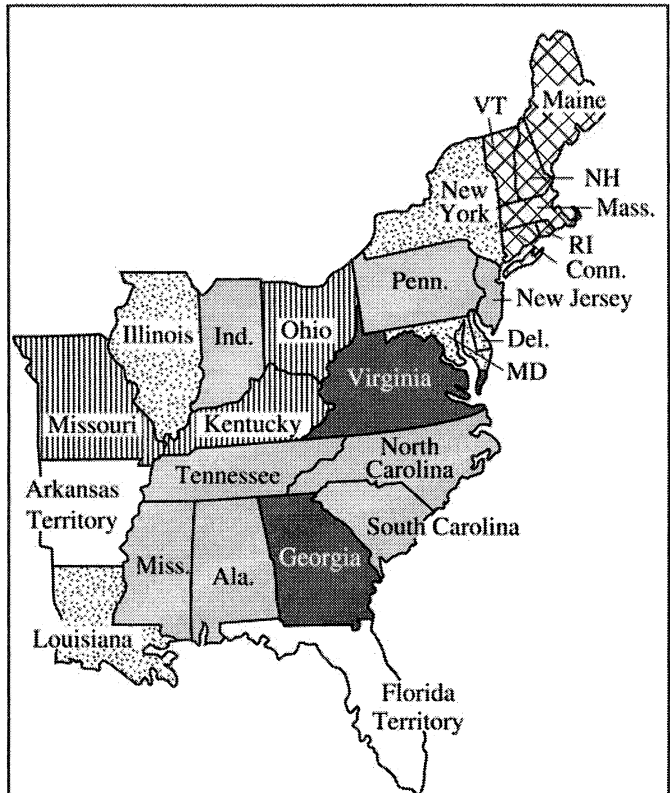 VT
Maine
NH
New
York
Mass.
RI
Conn.
Penn.
New Jersey
Illinois
Ind.
Ohio
Del.
MD
Virginia
Missouri
Kentucky
North
Carolina
Tennessee
Arkansas
Territory
South Carolina
Georgia
Miss.
Ala.
Louisiana
Florida
Territory